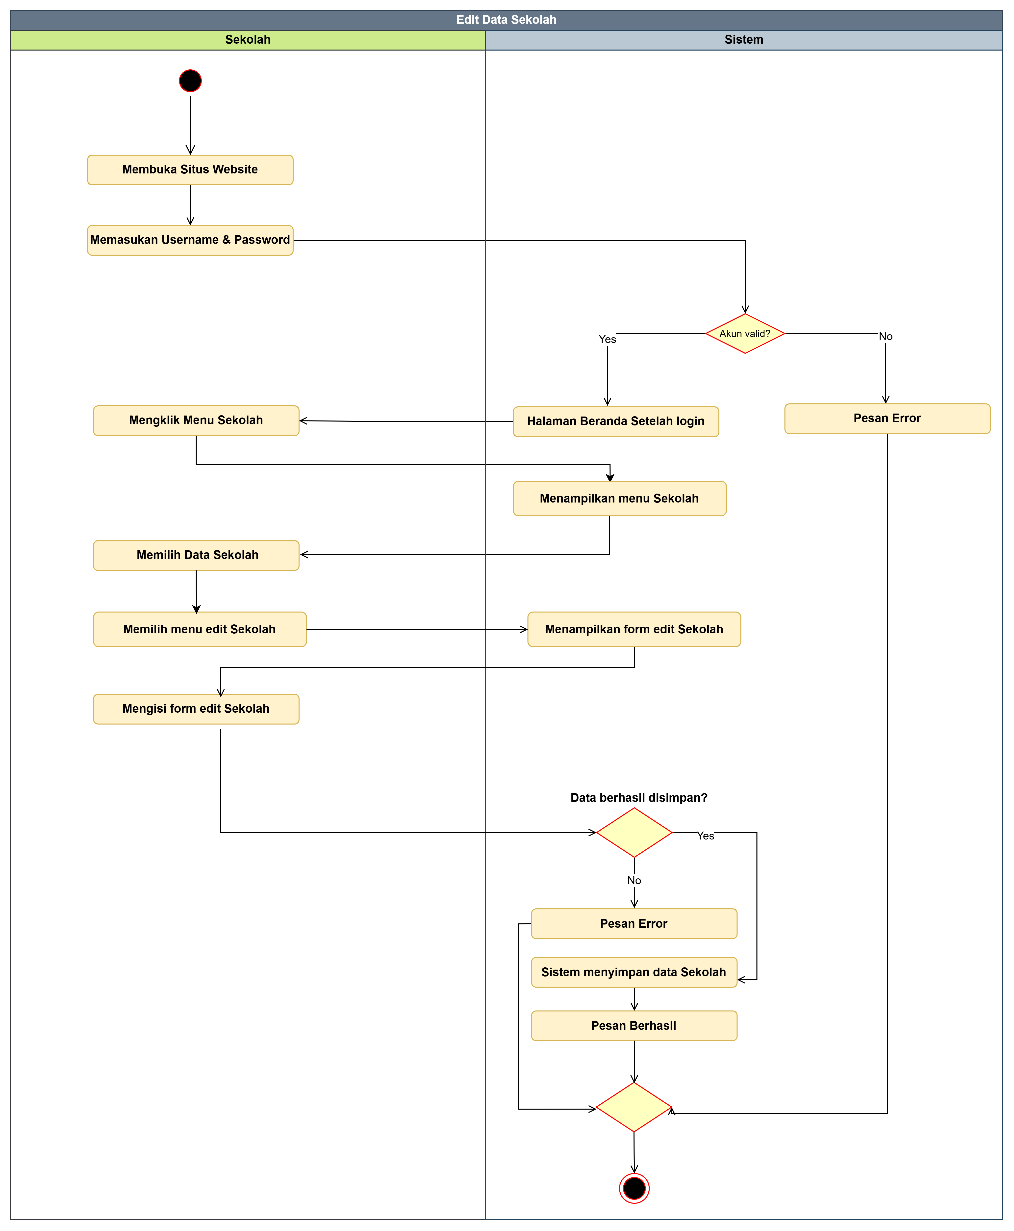 Edit Data Sekolah
Sekolah
Sistem
Membuka Situs Website
Memasukan Username & Password
Akun valid?
Yes
No
Mengklik Menu Sekolah
Halaman Beranda Setelah login
Pesan Error
Menampilkan menu Sekolah
Memilih Data Sekolah
Memilih menu edit Sekolah
Menampilkan form edit Sekolah
Mengisi form edit Sekolah
Data berhasil disimpan?
Yes
No
Pesan Error
Sistem menyimpan data Sekolah
Pesan Berhasil